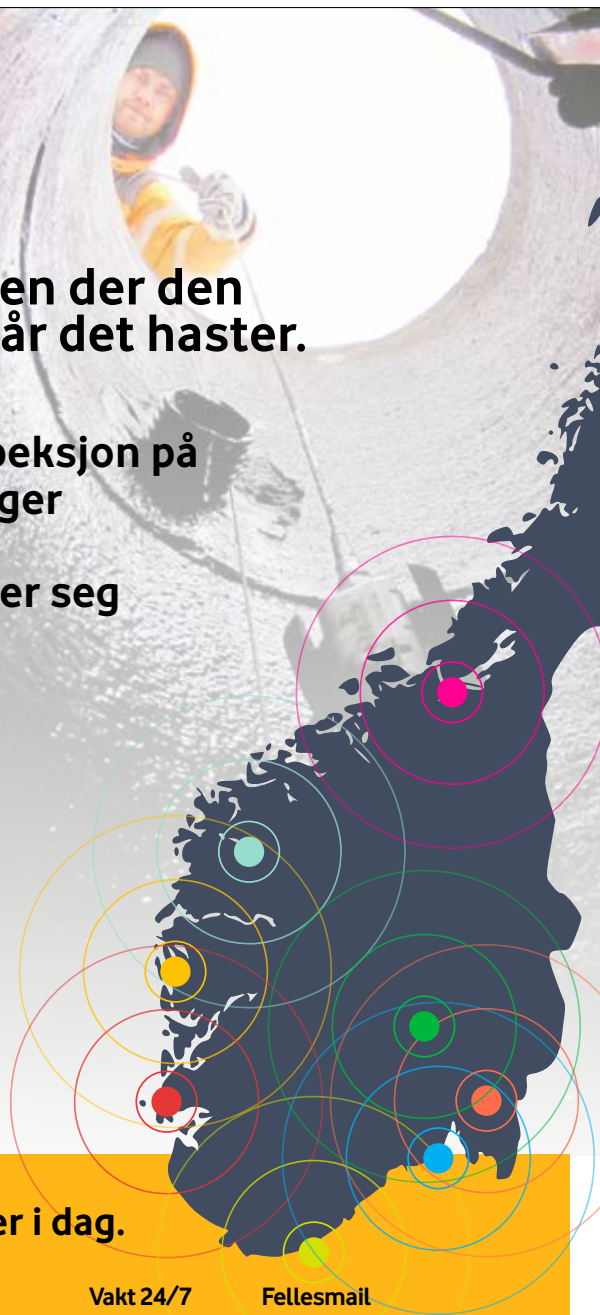 en der den
år det haster.
peksjon på
ger
er seg
er i dag.
Vakt 24/7 Fellesmail